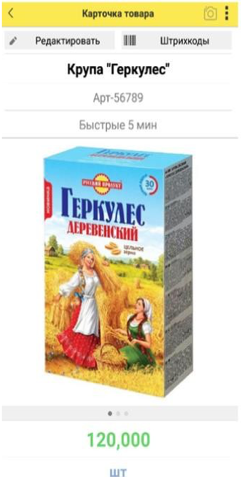 Карточка товара
Редактировать
Штрихкоды
Крупа "Геркулес"
Арт-56789
Быстрые 5 мин
РУССКИЙ ПРОДУКТ
30
ГЕРКУЛЕС
ДЕРЕВЕНСКИЙ
ЦЕЛЬНОЕ
зерно
120,000
шт